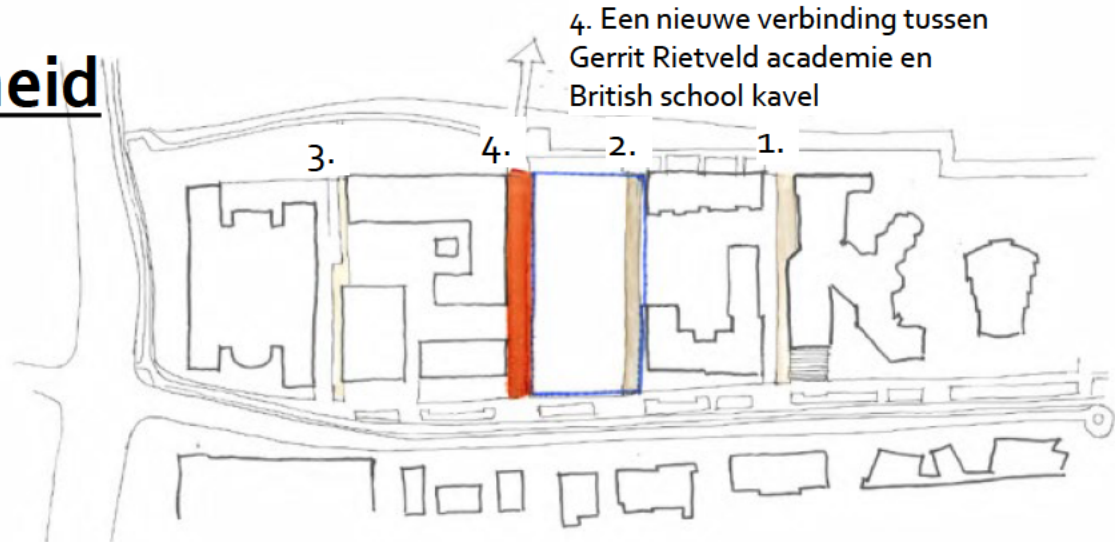 4. Een nieuwe verbinding tussen
Gerrit Rietveld academie en
British school kavel
eid
3.
4.
2.
1.